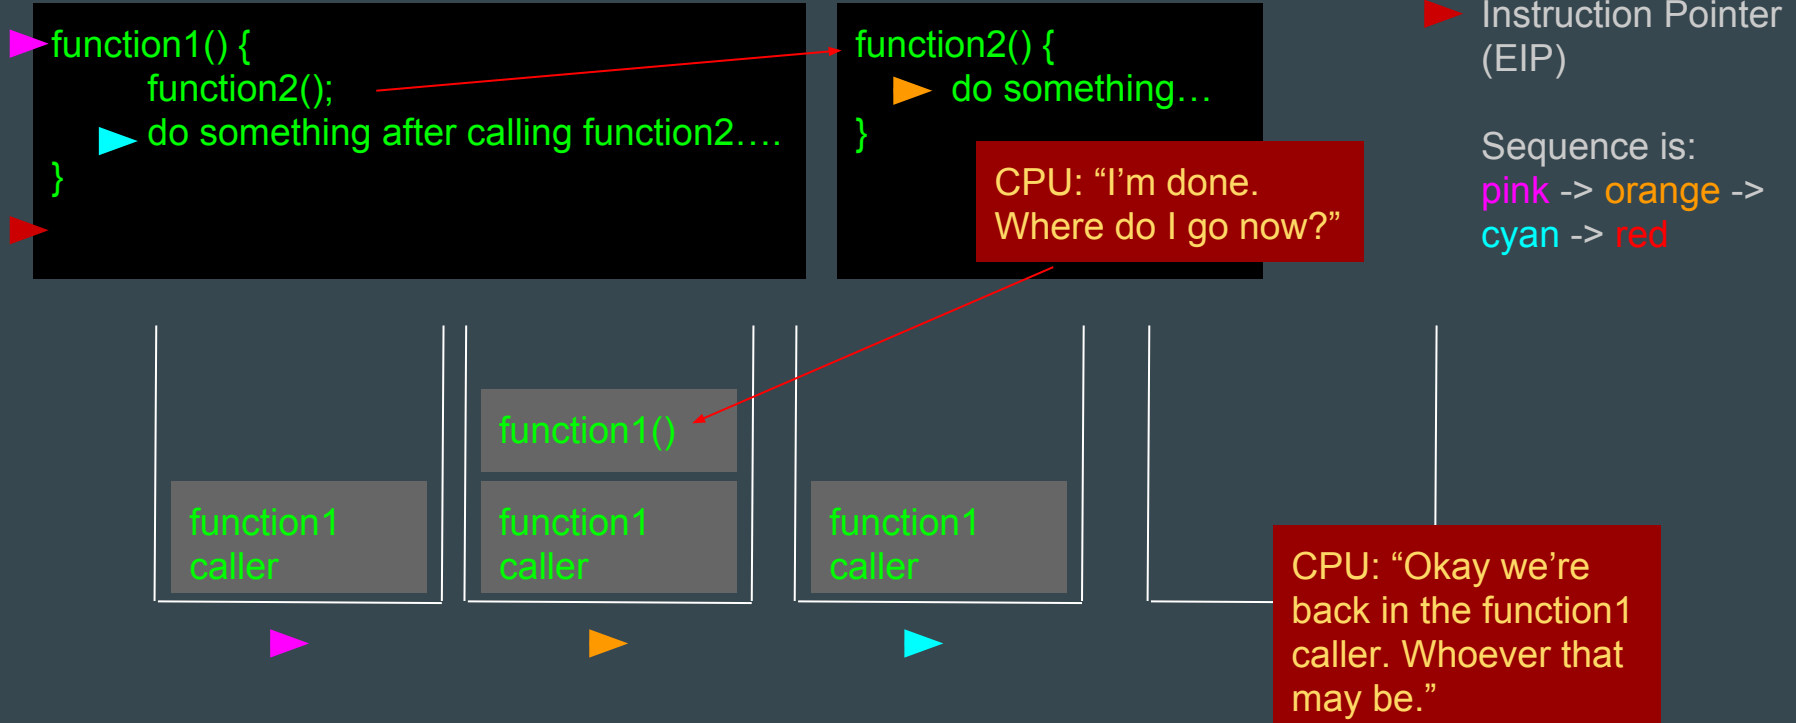 function1() {
function2();
do something after calling function2….
}
function2() {
do something…
}
CPU: “I’m done.
Where do I go now?”
Instruction Pointer
(EIP)
Sequence is:
pink -> orange ->
cyan -> red
function1
caller
function1()
function1
caller
function1
caller
CPU: “Okay we’re
back in the function1
caller. Whoever that
may be.”